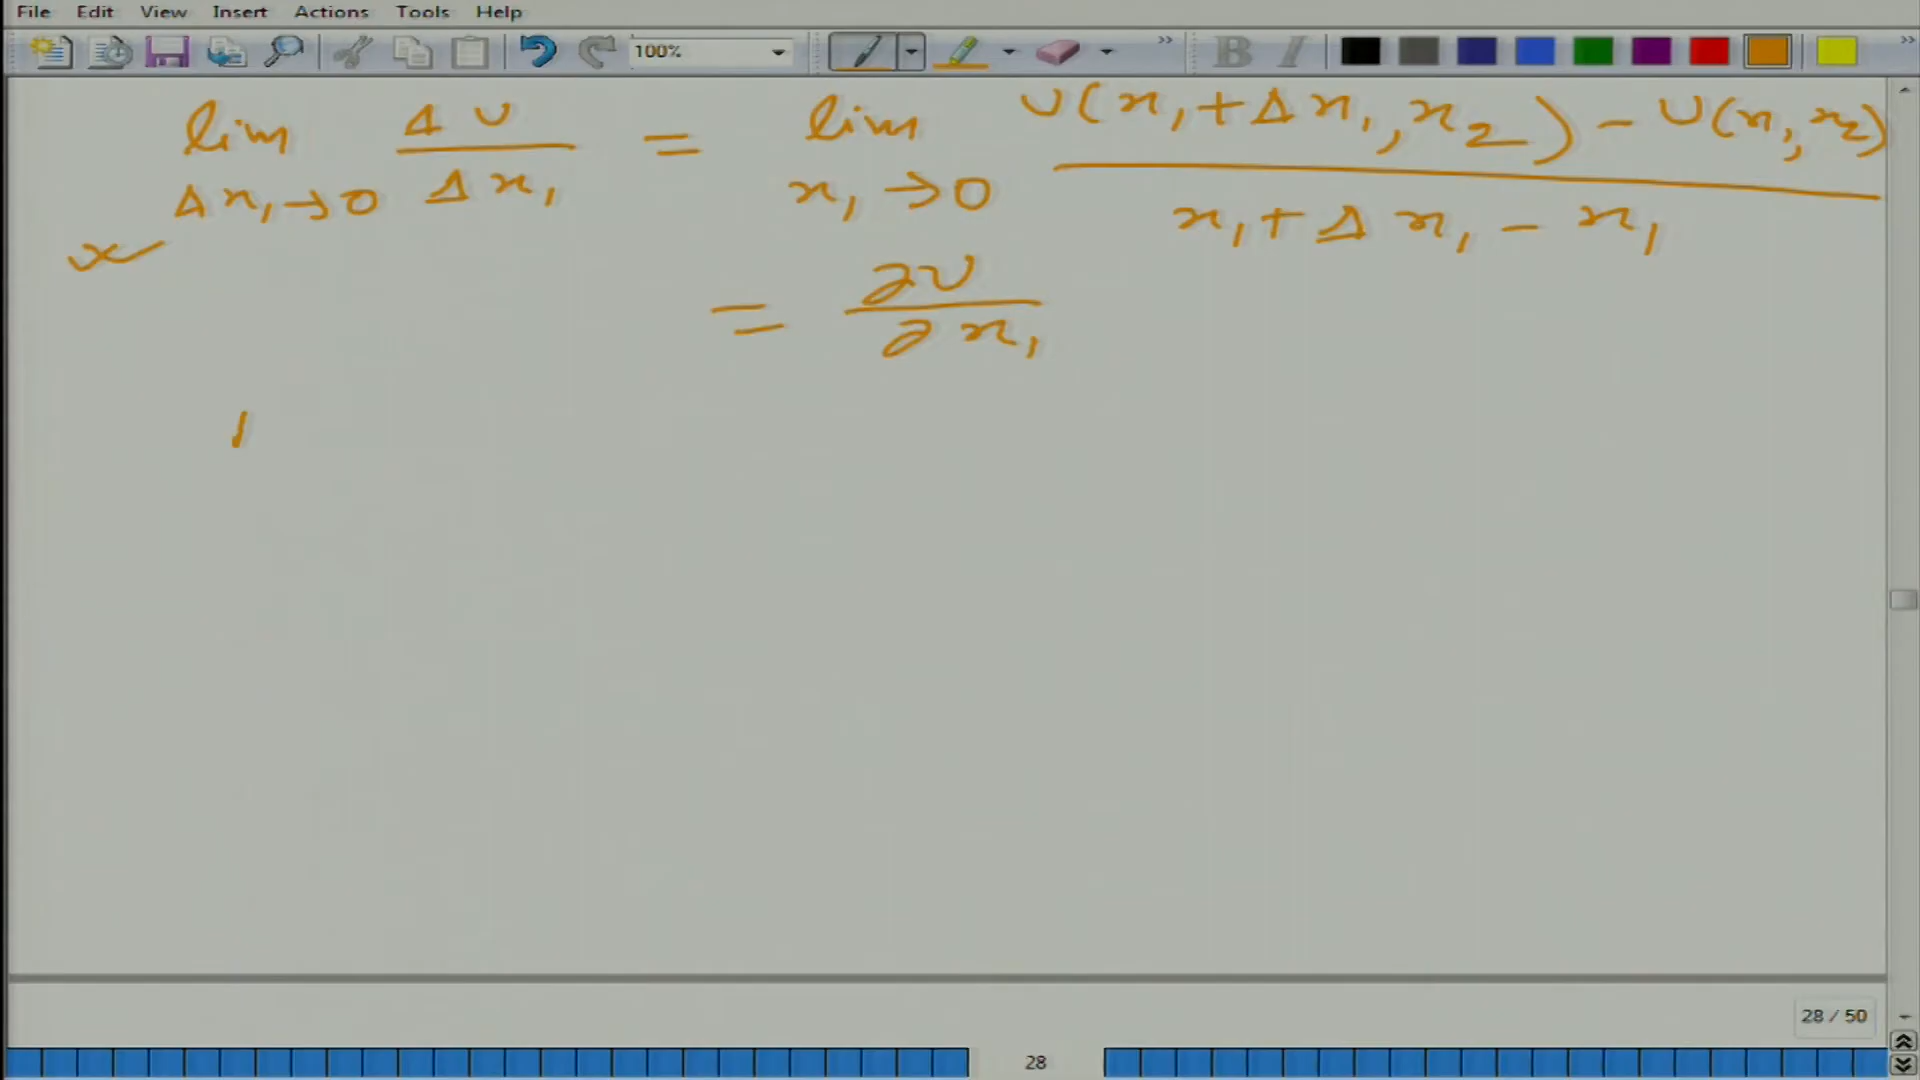 File Edit View Insert Actions Tools Help
100%
lim ΔU / Δx₁ = lim U(x₁ + Δx₁, x₂) - U(x₁, x₂)
Δx₁ → 0 x₁ → 0 x₁ + Δx₁ - x₁
= ∂U / ∂x₁
28 / 50
28